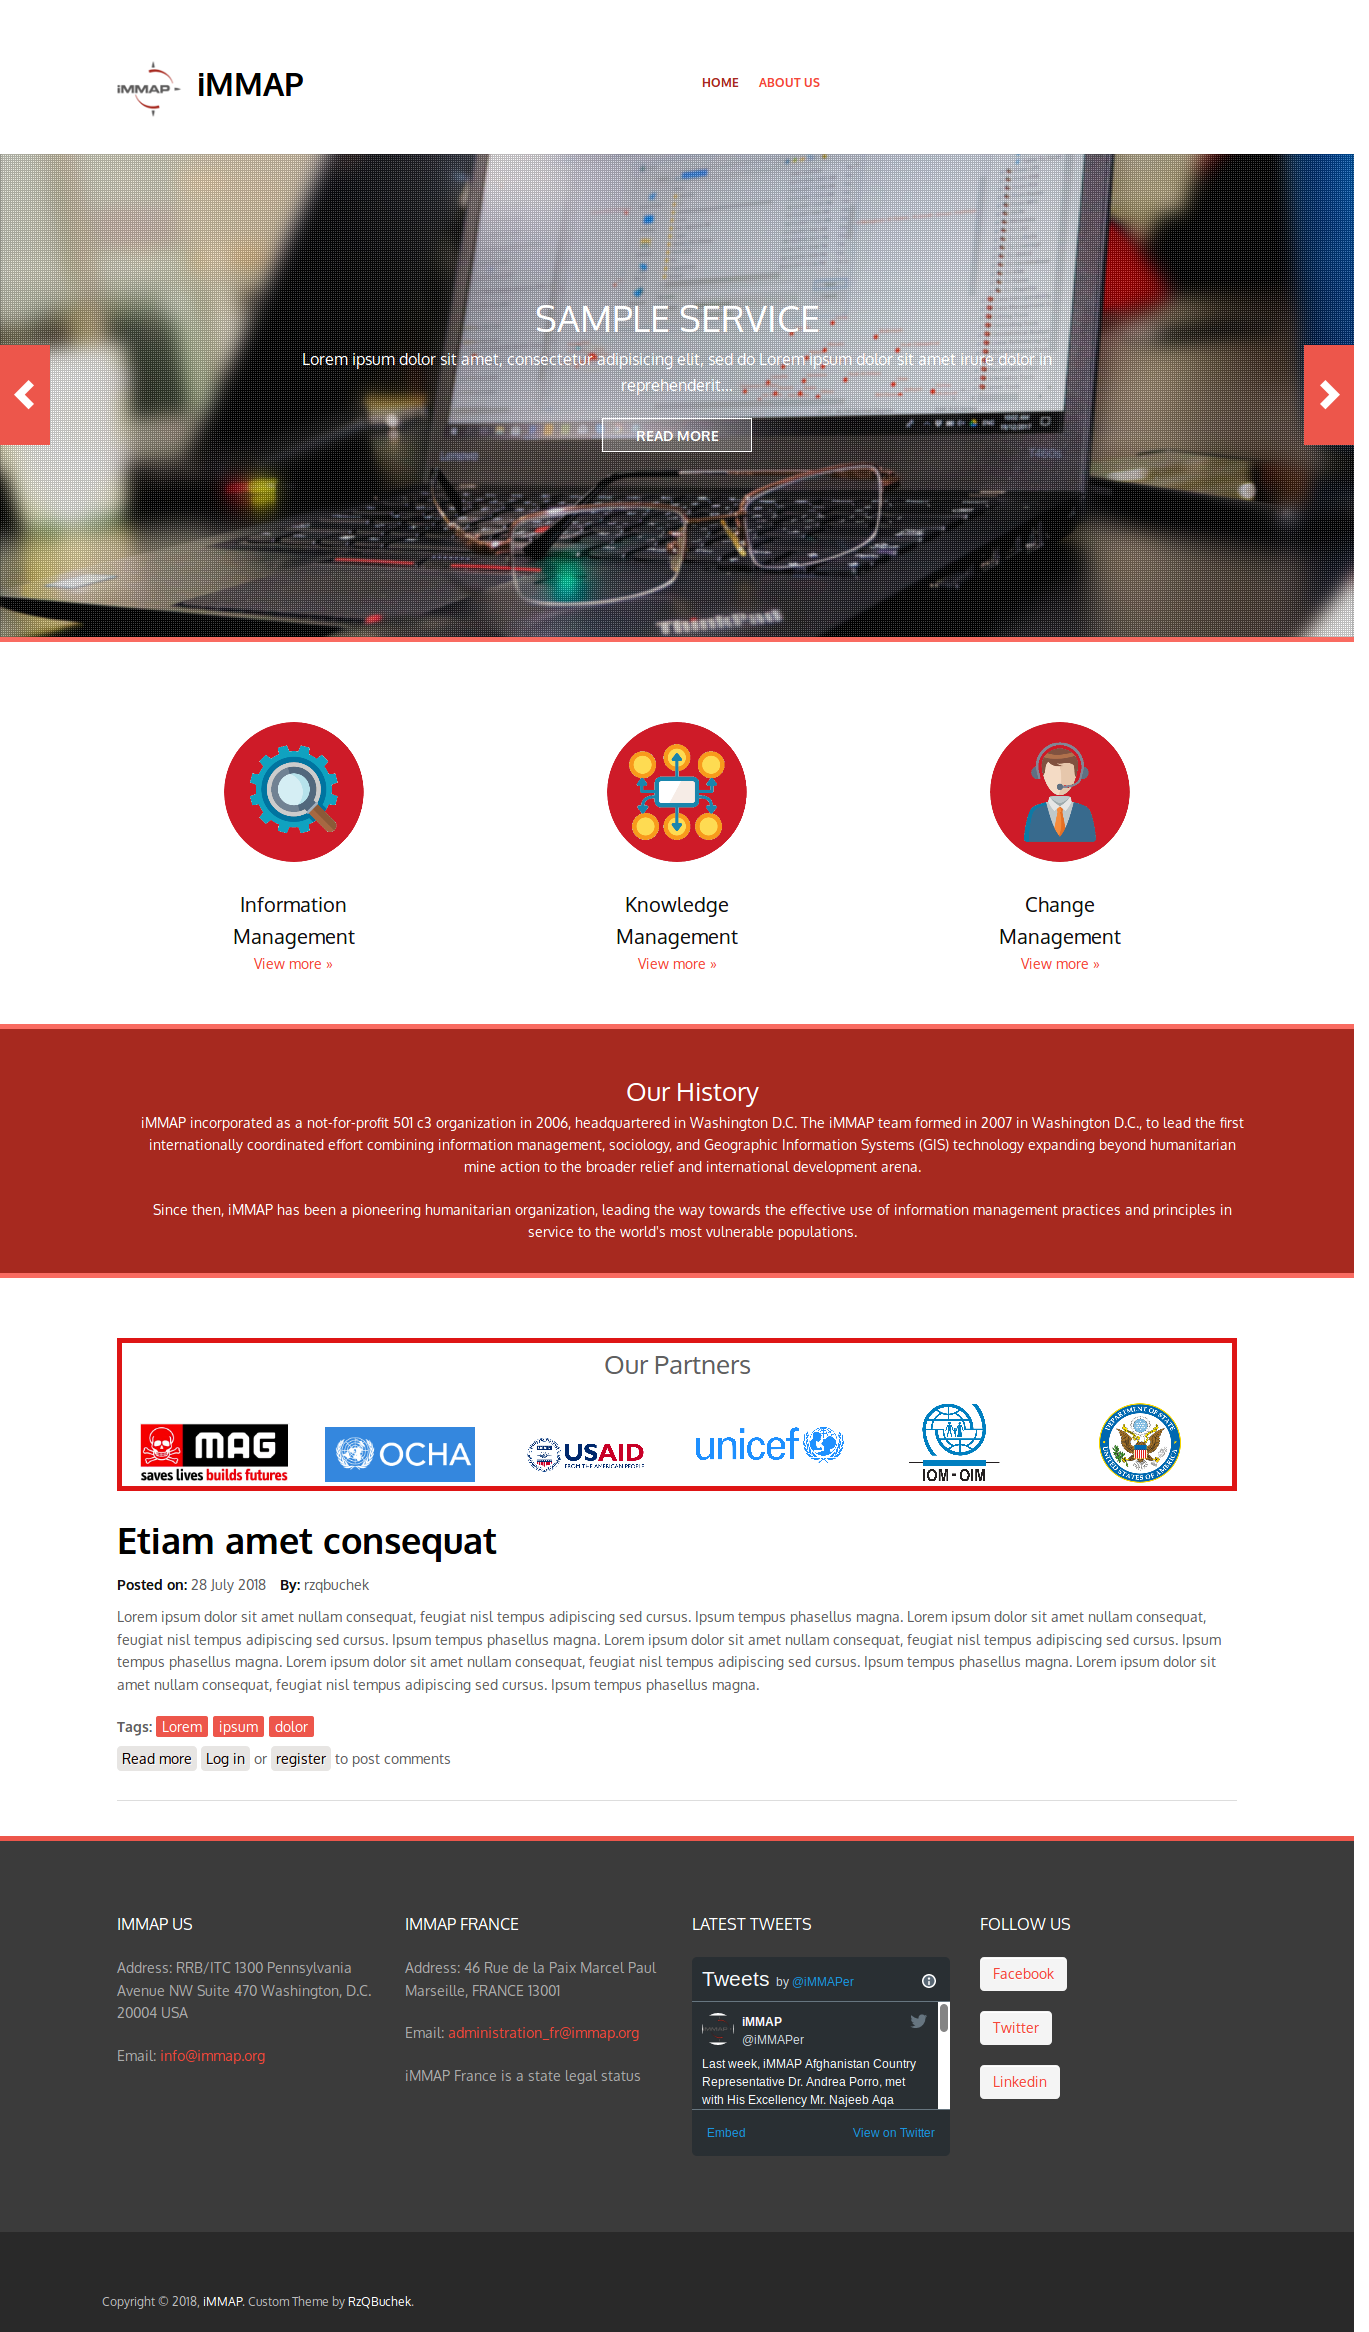 iMMAP
iMMAP
HOME
ABOUT US
SAMPLE SERVICE
Lorem ipsum dolor sit amet, consectetur adipisicing elit, sed do Lorem ipsum dolor sit amet irure dolor in
reprehenderit...
READ MORE
Lenovo
T460s
ThinkPad
Information
Management
View more »
Knowledge
Management
View more »
Change
Management
View more »
Our History
iMMAP incorporated as a not-for-profit 501 c3 organization in 2006, headquartered in Washington D.C. The iMMAP team formed in 2007 in Washington D.C., to lead the first
internationally coordinated effort combining information management, sociology, and Geographic Information Systems (GIS) technology expanding beyond humanitarian
mine action to the broader relief and international development arena.
Since then, iMMAP has been a pioneering humanitarian organization, leading the way towards the effective use of information management practices and principles in
service to the world's most vulnerable populations.
Our Partners
MAG
saves lives builds futures
OCHA
USAID
FROM THE AMERICAN PEOPLE
unicef
IOM • OIM
DEPARTMENT OF STATE
UNITED STATES OF AMERICA
Etiam amet consequat
Posted on: 28 July 2018 By: rzqbuchek
Lorem ipsum dolor sit amet nullam consequat, feugiat nisl tempus adipiscing sed cursus. Ipsum tempus phasellus magna. Lorem ipsum dolor sit amet nullam consequat,
feugiat nisl tempus adipiscing sed cursus. Ipsum tempus phasellus magna. Lorem ipsum dolor sit amet nullam consequat, feugiat nisl tempus adipiscing sed cursus. Ipsum
tempus phasellus magna. Lorem ipsum dolor sit amet nullam consequat, feugiat nisl tempus adipiscing sed cursus. Ipsum tempus phasellus magna. Lorem ipsum dolor sit
amet nullam consequat, feugiat nisl tempus adipiscing sed cursus. Ipsum tempus phasellus magna.
Tags: Lorem ipsum dolor
Read more Log in or register to post comments
IMMAP US
Address: RRB/ITC 1300 Pennsylvania
Avenue NW Suite 470 Washington, D.C.
20004 USA
Email: info@immap.org
IMMAP FRANCE
Address: 46 Rue de la Paix Marcel Paul
Marseille, FRANCE 13001
Email: administration_fr@immap.org
iMMAP France is a state legal status
LATEST TWEETS
Tweets by @iMMAPer
iMMAP
@iMMAPer
Last week, iMMAP Afghanistan Country
Representative Dr. Andrea Porro, met
with His Excellency Mr. Najeeb Aqa
Embed
View on Twitter
FOLLOW US
Facebook
Twitter
Linkedin
Copyright © 2018, iMMAP. Custom Theme by RzQBuchek.